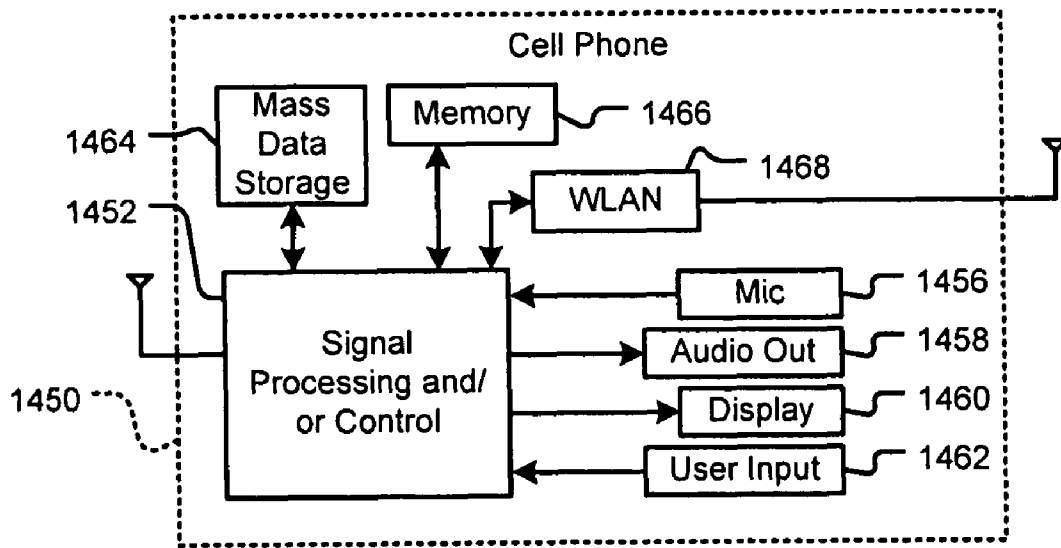 Cell Phone
Mass
Data
Storage
1464
Memory
1466
WLAN
1468
1452
Signal
Processing and/
or Control
Mic
1456
Audio Out
1458
Display
1460
User Input
1462
1450